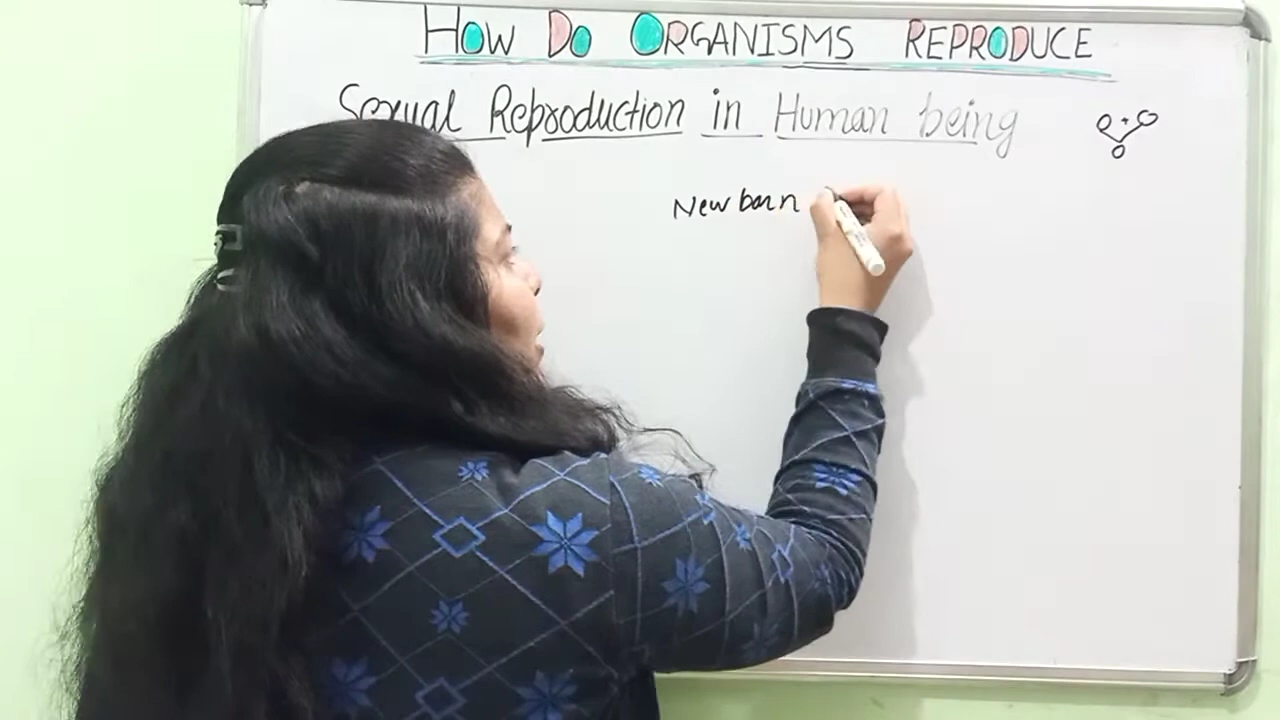 HOW DO ORGANISMS REPRODUCE
Sexual Reproduction in Human being
New born